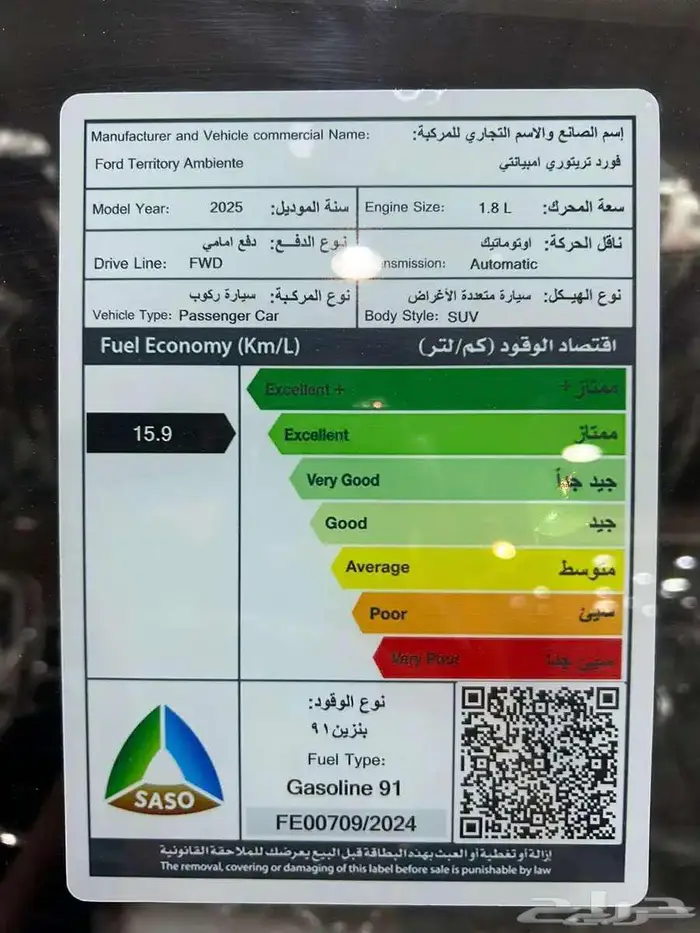 Manufacturer and Vehicle commercial Name: إسم الصانع والاسم التجاري للمركبة:
Ford Territory Ambiente فورد تريتوري امبيانتي
Model Year: 2025 سنة الموديل: Engine Size: 1.8 L سعة المحرك:
نوع الدفع: دفع امامي ناقل الحركة: اوتوماتيك
Drive Line: FWD Automatic
نوع المركبة: سيارة ركوب نوع الهيكل: سيارة متعددة الأغراض
Vehicle Type: Passenger Car Body Style: SUV
Fuel Economy (Km/L) اقتصاد الوقود (كم/لتر)
Excellent + ممتاز +
15.9 Excellent ممتاز
Very Good جيد جداً
Good جيد
Average متوسط
Poor سيئ
Very Poor سيئ جدا
نوع الوقود:
بنزين ٩١
Fuel Type:
Gasoline 91
SASO
FE00709/2024
إزالة أو تغطية أو العبث بهذه البطاقة قبل البيع يعرضك للملاحقة القانونية
The removal, covering or damaging of this label before sale is punishable by law
حراج